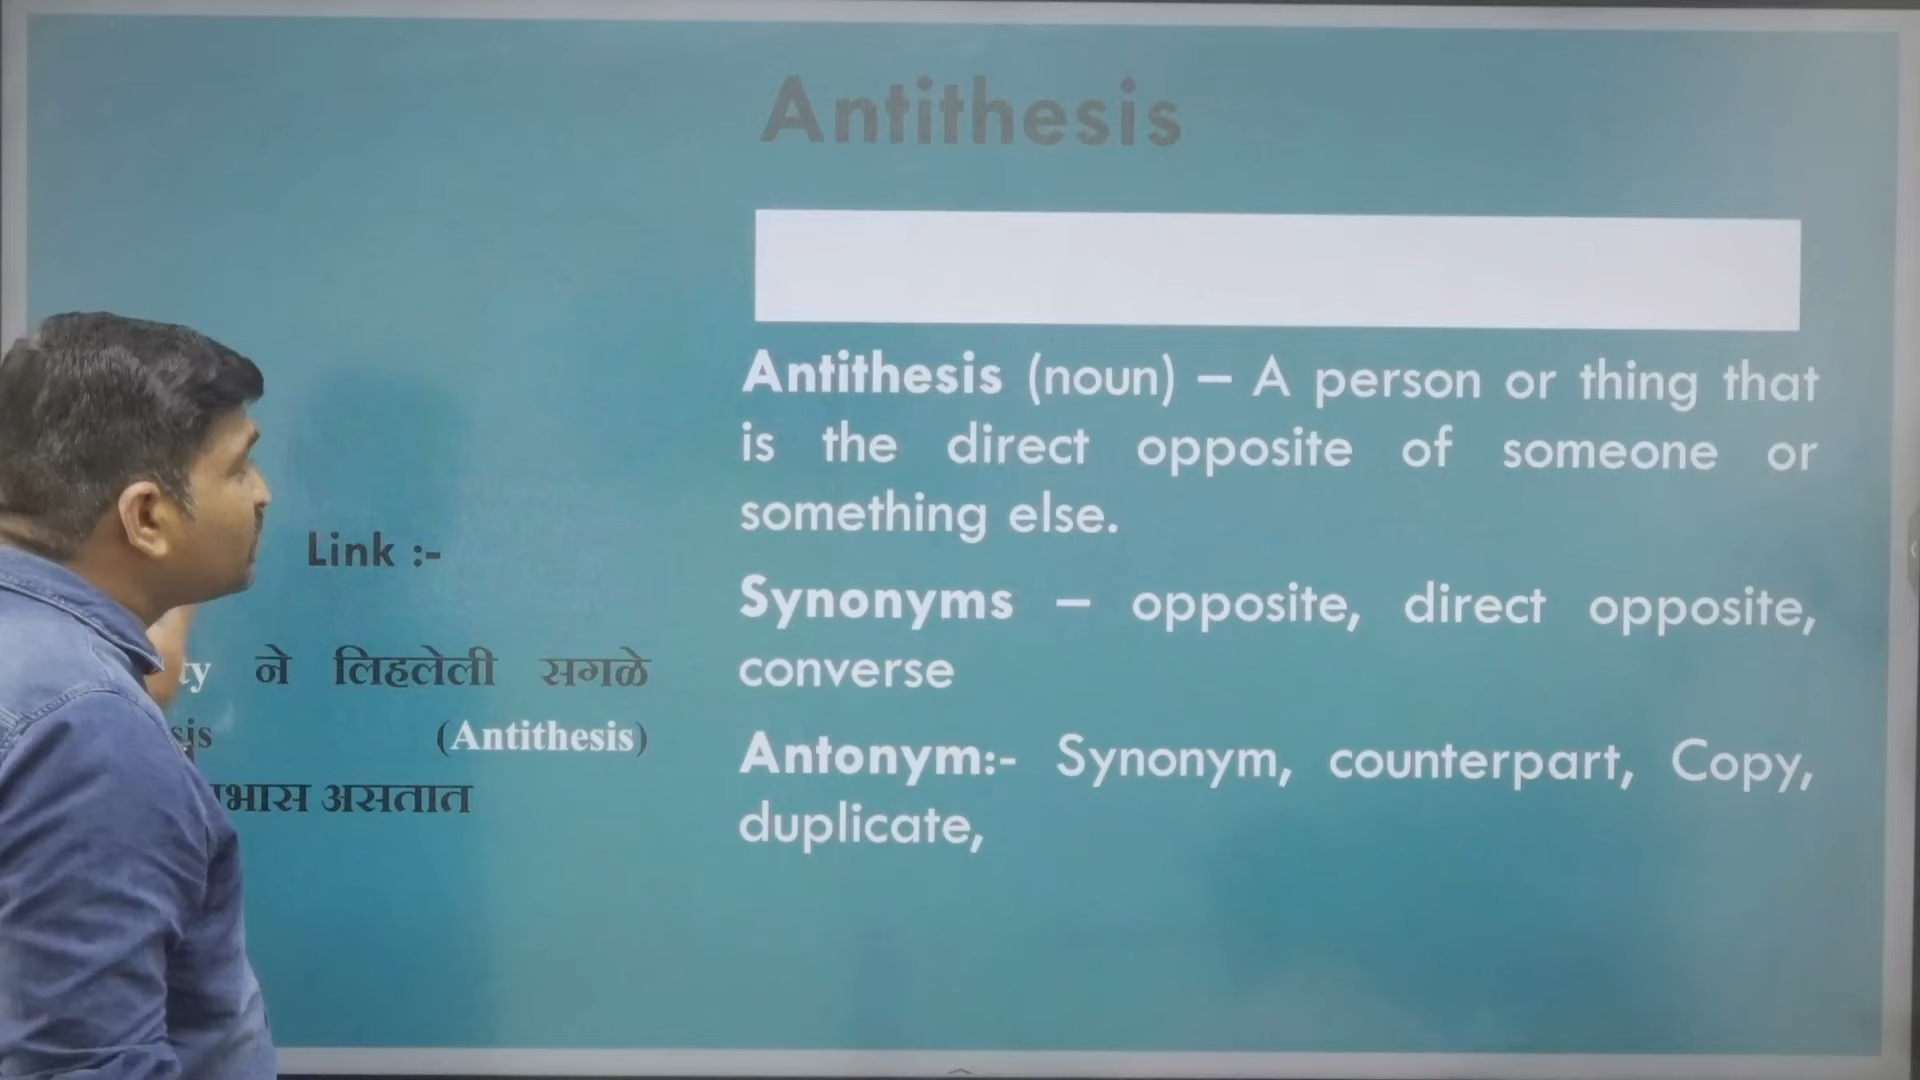 Antithesis
Link :-
ने लिहलेली सगळे
(Antithesis)
असतात
Antithesis (noun) – A person or thing that
is the direct opposite of someone or
something else.
Synonyms – opposite, direct opposite,
converse
Antonym:- Synonym, counterpart, Copy,
duplicate,